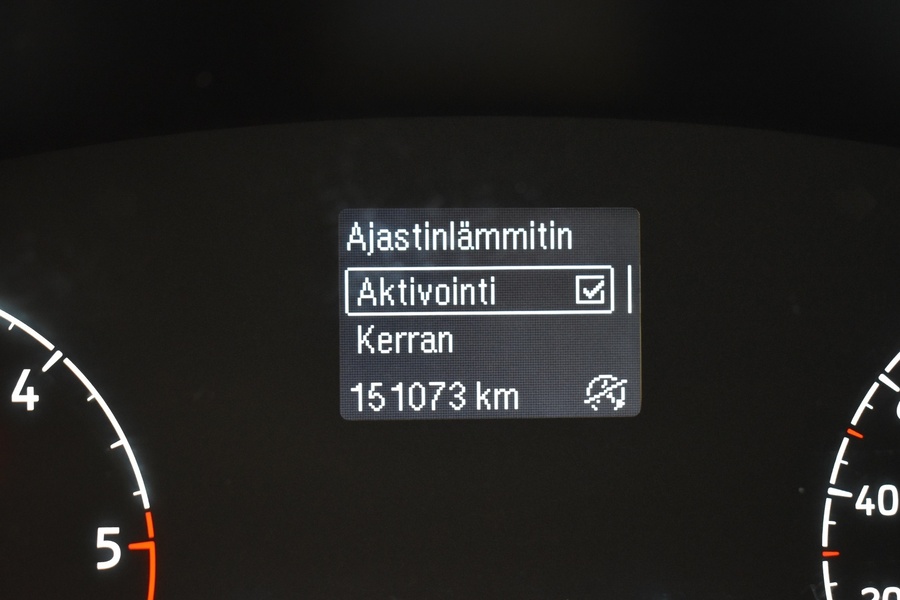 Ajastinlämmitin
Aktivointi
Kerran
151073 km
4
5
40